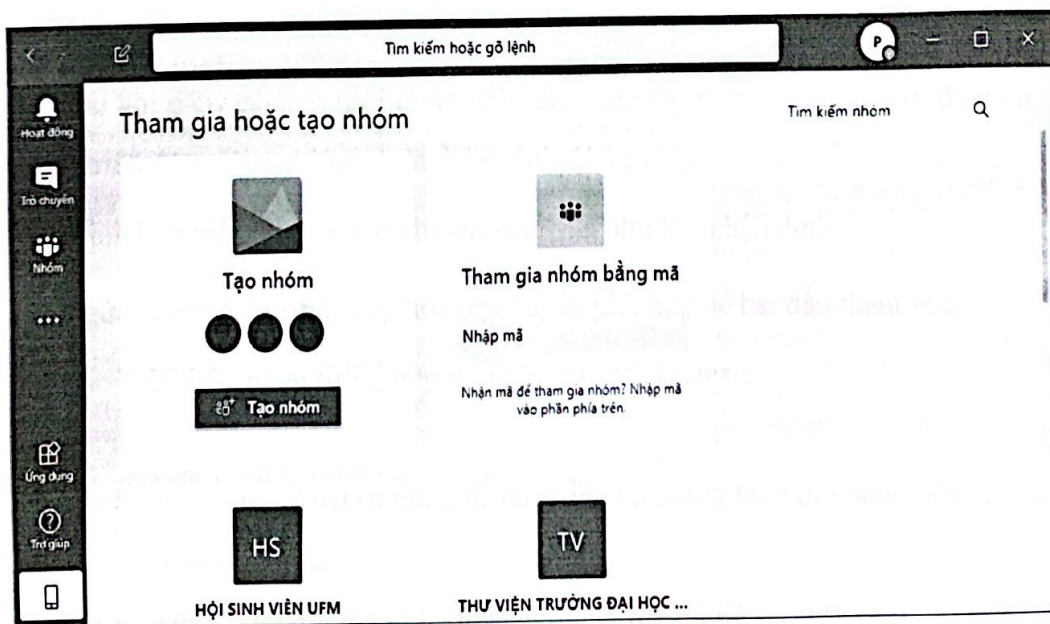 Tìm kiếm hoặc gõ lệnh
P
Hoạt động
Trò chuyện
Nhóm
Ứng dụng
Trợ giúp
Tham gia hoặc tạo nhóm
Tìm kiếm nhóm
Tạo nhóm
Tạo nhóm
Tham gia nhóm bằng mã
Nhập mã
Nhận mã để tham gia nhóm? Nhập mã
vào phần phía trên.
HS
HỘI SINH VIÊN UFM
TV
THƯ VIỆN TRƯỜNG ĐẠI HỌC ...